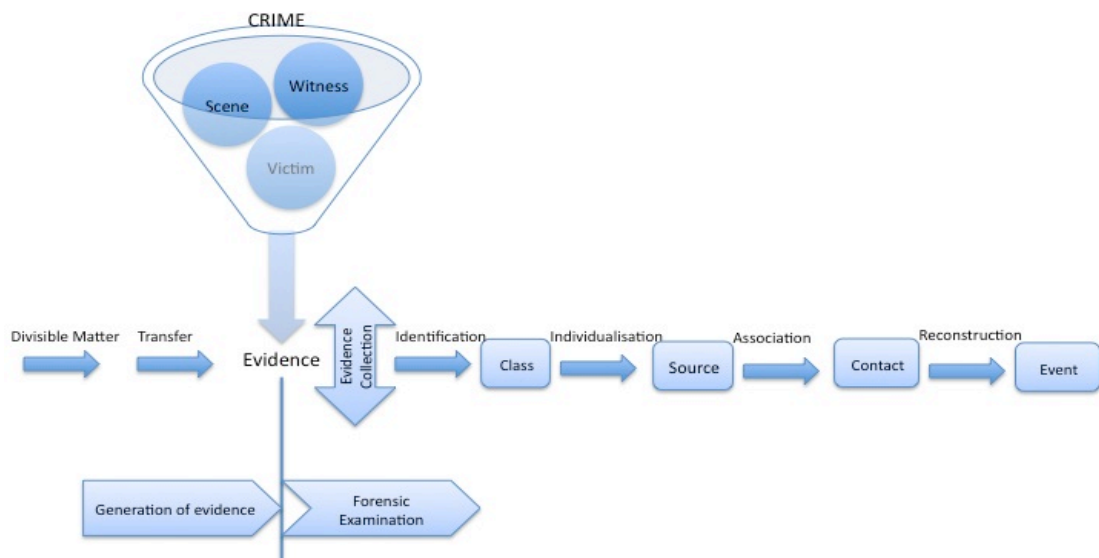 CRIME
Witness
Scene
Victim
Divisible Matter
Transfer
Evidence
Evidence
Collection
Identification
Class
Individualisation
Source
Association
Contact
Reconstruction
Event
Generation of evidence
Forensic
Examination